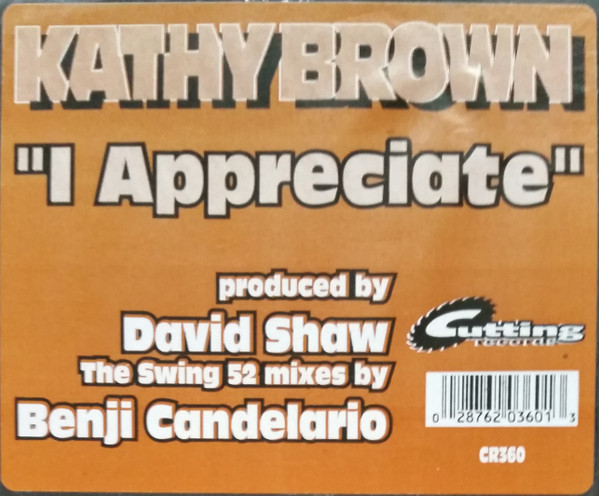 KATHY BROWN
"I Appreciate"
produced by
David Shaw
The Swing 52 mixes by
Benji Candelario
Cutting
records
0 28762 03601 3
CR360